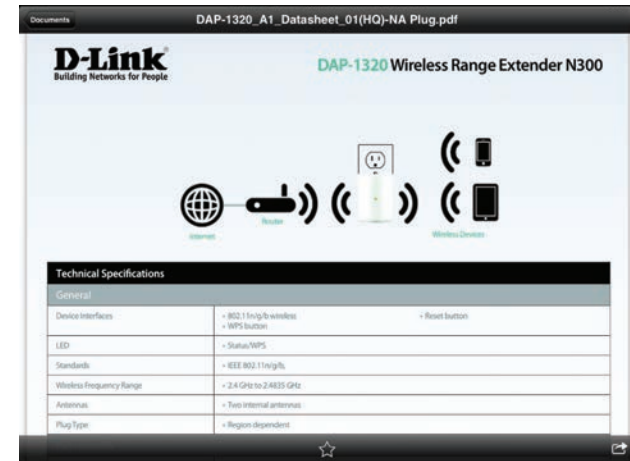 Documents
DAP-1320_A1_Datasheet_01(HQ)-NA Plug.pdf
D-Link
Building Networks for People
DAP-1320 Wireless Range Extender N300
Internet
Router
Wireless Devices
Technical Specifications
General
Device Interfaces
• 802.11n/g/b wireless
• WPS button
• Reset button
LED
• Status/WPS
Standards
• IEEE 802.11n/g/b,
Wireless Frequency Range
• 2.4 GHz to 2.4835 GHz
Antennas
• Two internal antennas
Plug Type
• Region dependent